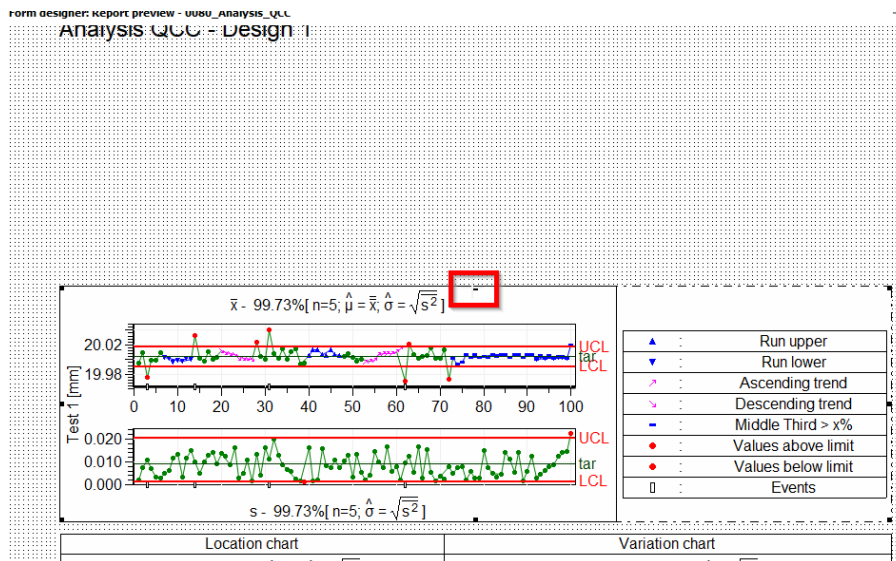 Form designer: Report preview - 0080_Analysis_QCC
Analysis QCC - Design 1
x̿ - 99.73%[ n=5; μ̂ = x̿; σ̂ = √s̅²̅ ]
20.02
19.98
UCL
tar
LCL
0 10 20 30 40 50 60 70 80 90 100
Test 1 [mm]
0.020
0.010
0.000
UCL
tar
LCL
s - 99.73%[ n=5; σ̂ = √s̅²̅ ]
: Run upper
: Run lower
: Ascending trend
: Descending trend
: Middle Third > x%
: Values above limit
: Values below limit
: Events
Location chart
Variation chart